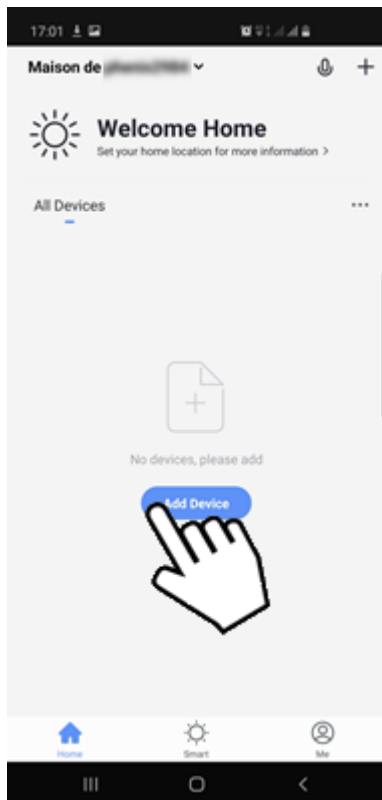 17:01
Maison de
Welcome Home
Set your home location for more information >
All Devices
No devices, please add
Add Device
Home
Smart
Me